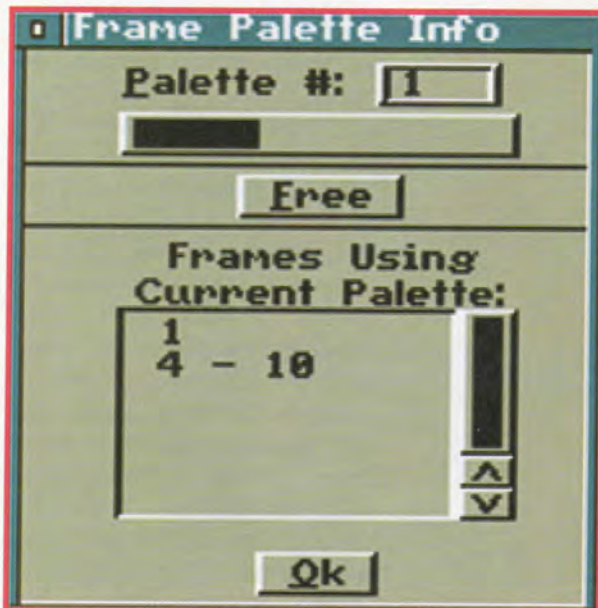 Frame Palette Info
Palette #: 1
Free
Frames Using
Current Palette:
1
4 - 10
Ok